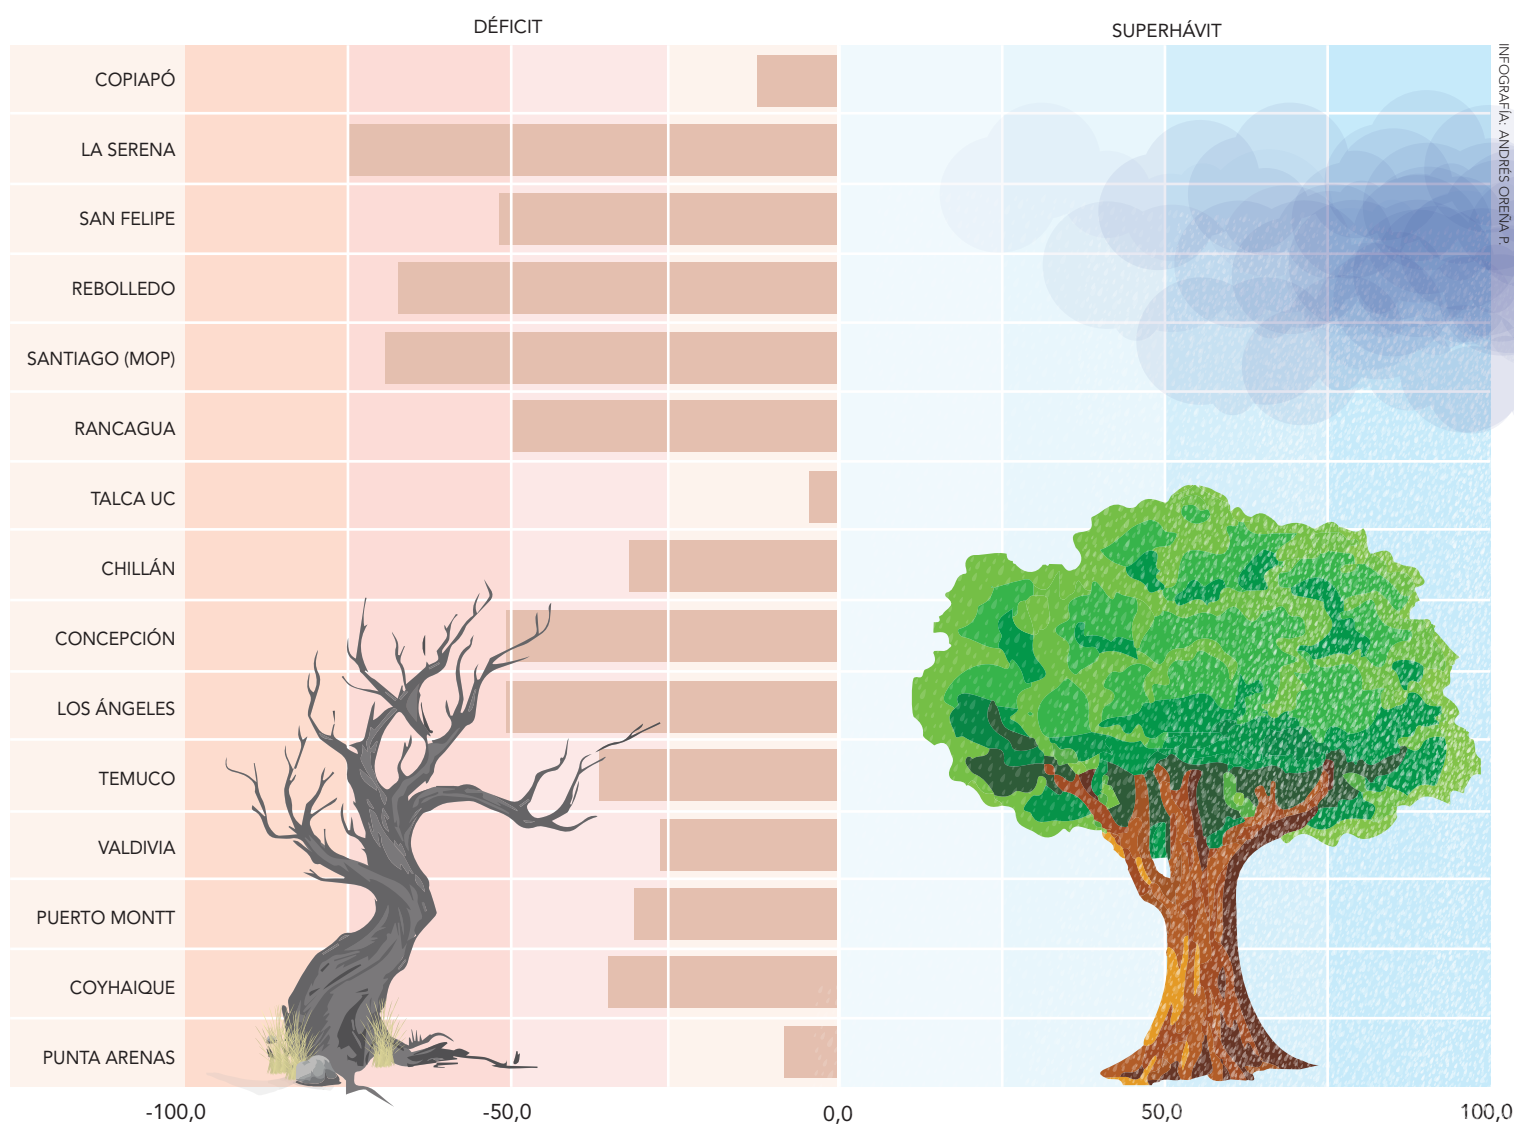 DÉFICIT
SUPERHÁVIT
COPIAPÓ
LA SERENA
SAN FELIPE
REBOLLEDO
SANTIAGO (MOP)
RANCAGUA
TALCA UC
CHILLÁN
CONCEPCIÓN
LOS ÁNGELES
TEMUCO
VALDIVIA
PUERTO MONTT
COYHAIQUE
PUNTA ARENAS
-100,0
-50,0
0,0
50,0
100,0
INFOGRAFÍA: ANDRÉS OREÑA P.